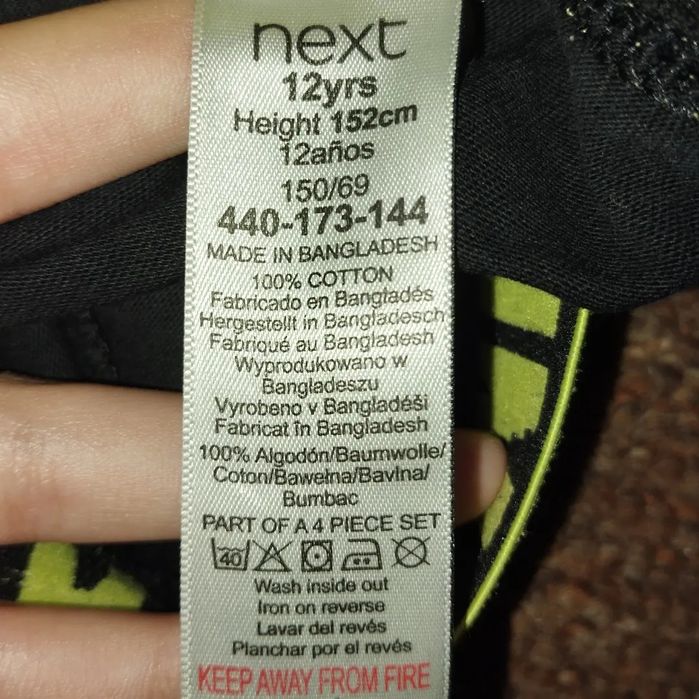 next
12yrs
Height 152cm
12años
150/69
440-173-144
MADE IN BANGLADESH
100% COTTON
Fabricado en Bangladés
Hergestellt in Bangladesch
Fabriqué au Bangladesh
Wyprodukowano w
Bangladeszu
Vyrobeno v Bangladéši
Fabricat în Bangladesh
100% Algodón/Baumwolle/
Coton/Bawełna/Bavlna/
Bumbac
PART OF A 4 PIECE SET
40
Wash inside out
Iron on reverse
Lavar del revés
Planchar por el revés
KEEP AWAY FROM FIRE